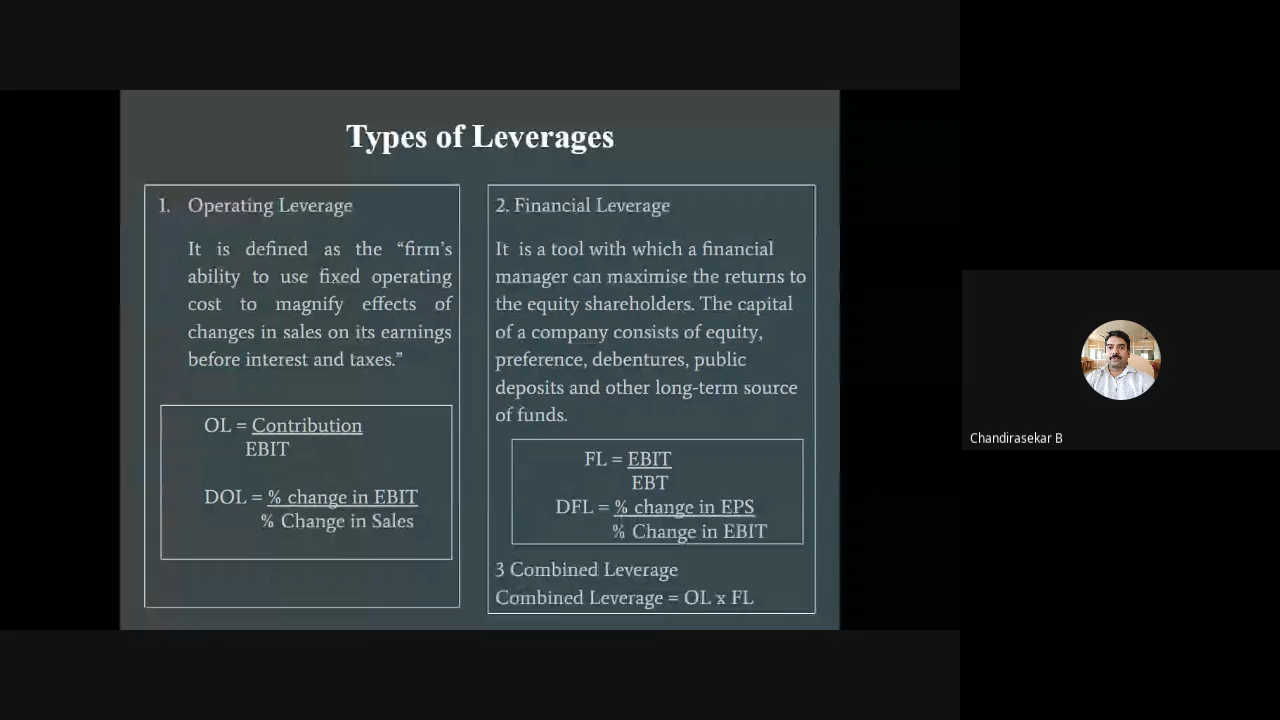 Types of Leverages
1. Operating Leverage
It is defined as the “firm’s
ability to use fixed operating
cost to magnify effects of
changes in sales on its earnings
before interest and taxes.”
OL = Contribution
EBIT
DOL = % change in EBIT
% Change in Sales
2. Financial Leverage
It is a tool with which a financial
manager can maximise the returns to
the equity shareholders. The capital
of a company consists of equity,
preference, debentures, public
deposits and other long-term source
of funds.
FL = EBIT
EBT
DFL = % change in EPS
% Change in EBIT
3 Combined Leverage
Combined Leverage = OL x FL
Chandirasekar B